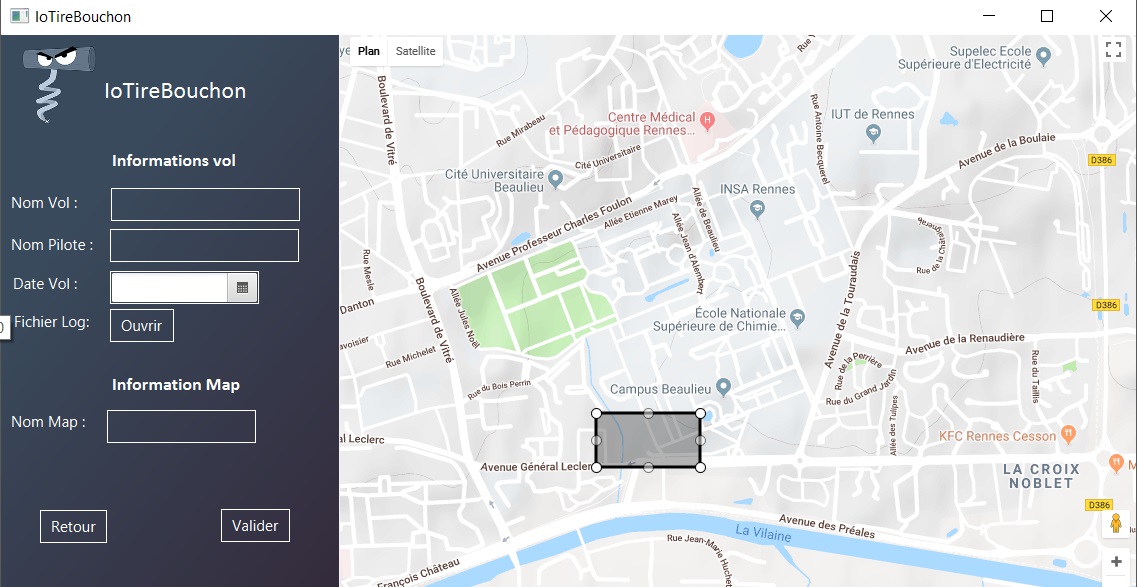 IoTireBouchon
IoTireBouchon
Informations vol
Nom Vol :
Nom Pilote :
Date Vol :
Fichier Log:
Ouvrir
Information Map
Nom Map :
Retour
Valider
Plan
Satellite
Supelec Ecole
Supérieure d'Electricité
Boulevard de Vitré
Rue Mirabeau
Centre Médical
et Pédagogique Rennes...
H
Rue Antoine Becquerel
IUT de Rennes
Avenue de la Boulaie
D386
Cité Universitaire
Cité Universitaire
Beaulieu
INSA Rennes
Avenue Professeur Charles Foulon
Allée Etienne Marey
Allée de Beaulieu
Allée Jean d'Alembert
Rue de la Chataigneraie
Rue Mesle
Danton
Boulevard de Vitré
Allée Jules Noël
École Nationale
Supérieure de Chimie...
Avenue de la Touraudais
D386
Avenue de la Renaudière
avoisier
Rue Michelet
Rue du Bois Perrin
Campus Beaulieu
Rue de la Perrière
Rue du Grand Jardin
Rue du Taillis
Allée des Tulipes
al Leclerc
Avenue Général Lecler
KFC Rennes Cesson
LA CROIX
NOBLET
M
D386
Avenue des Préales
La Vilaine
Rue Jean-Marie Huchet
François Château